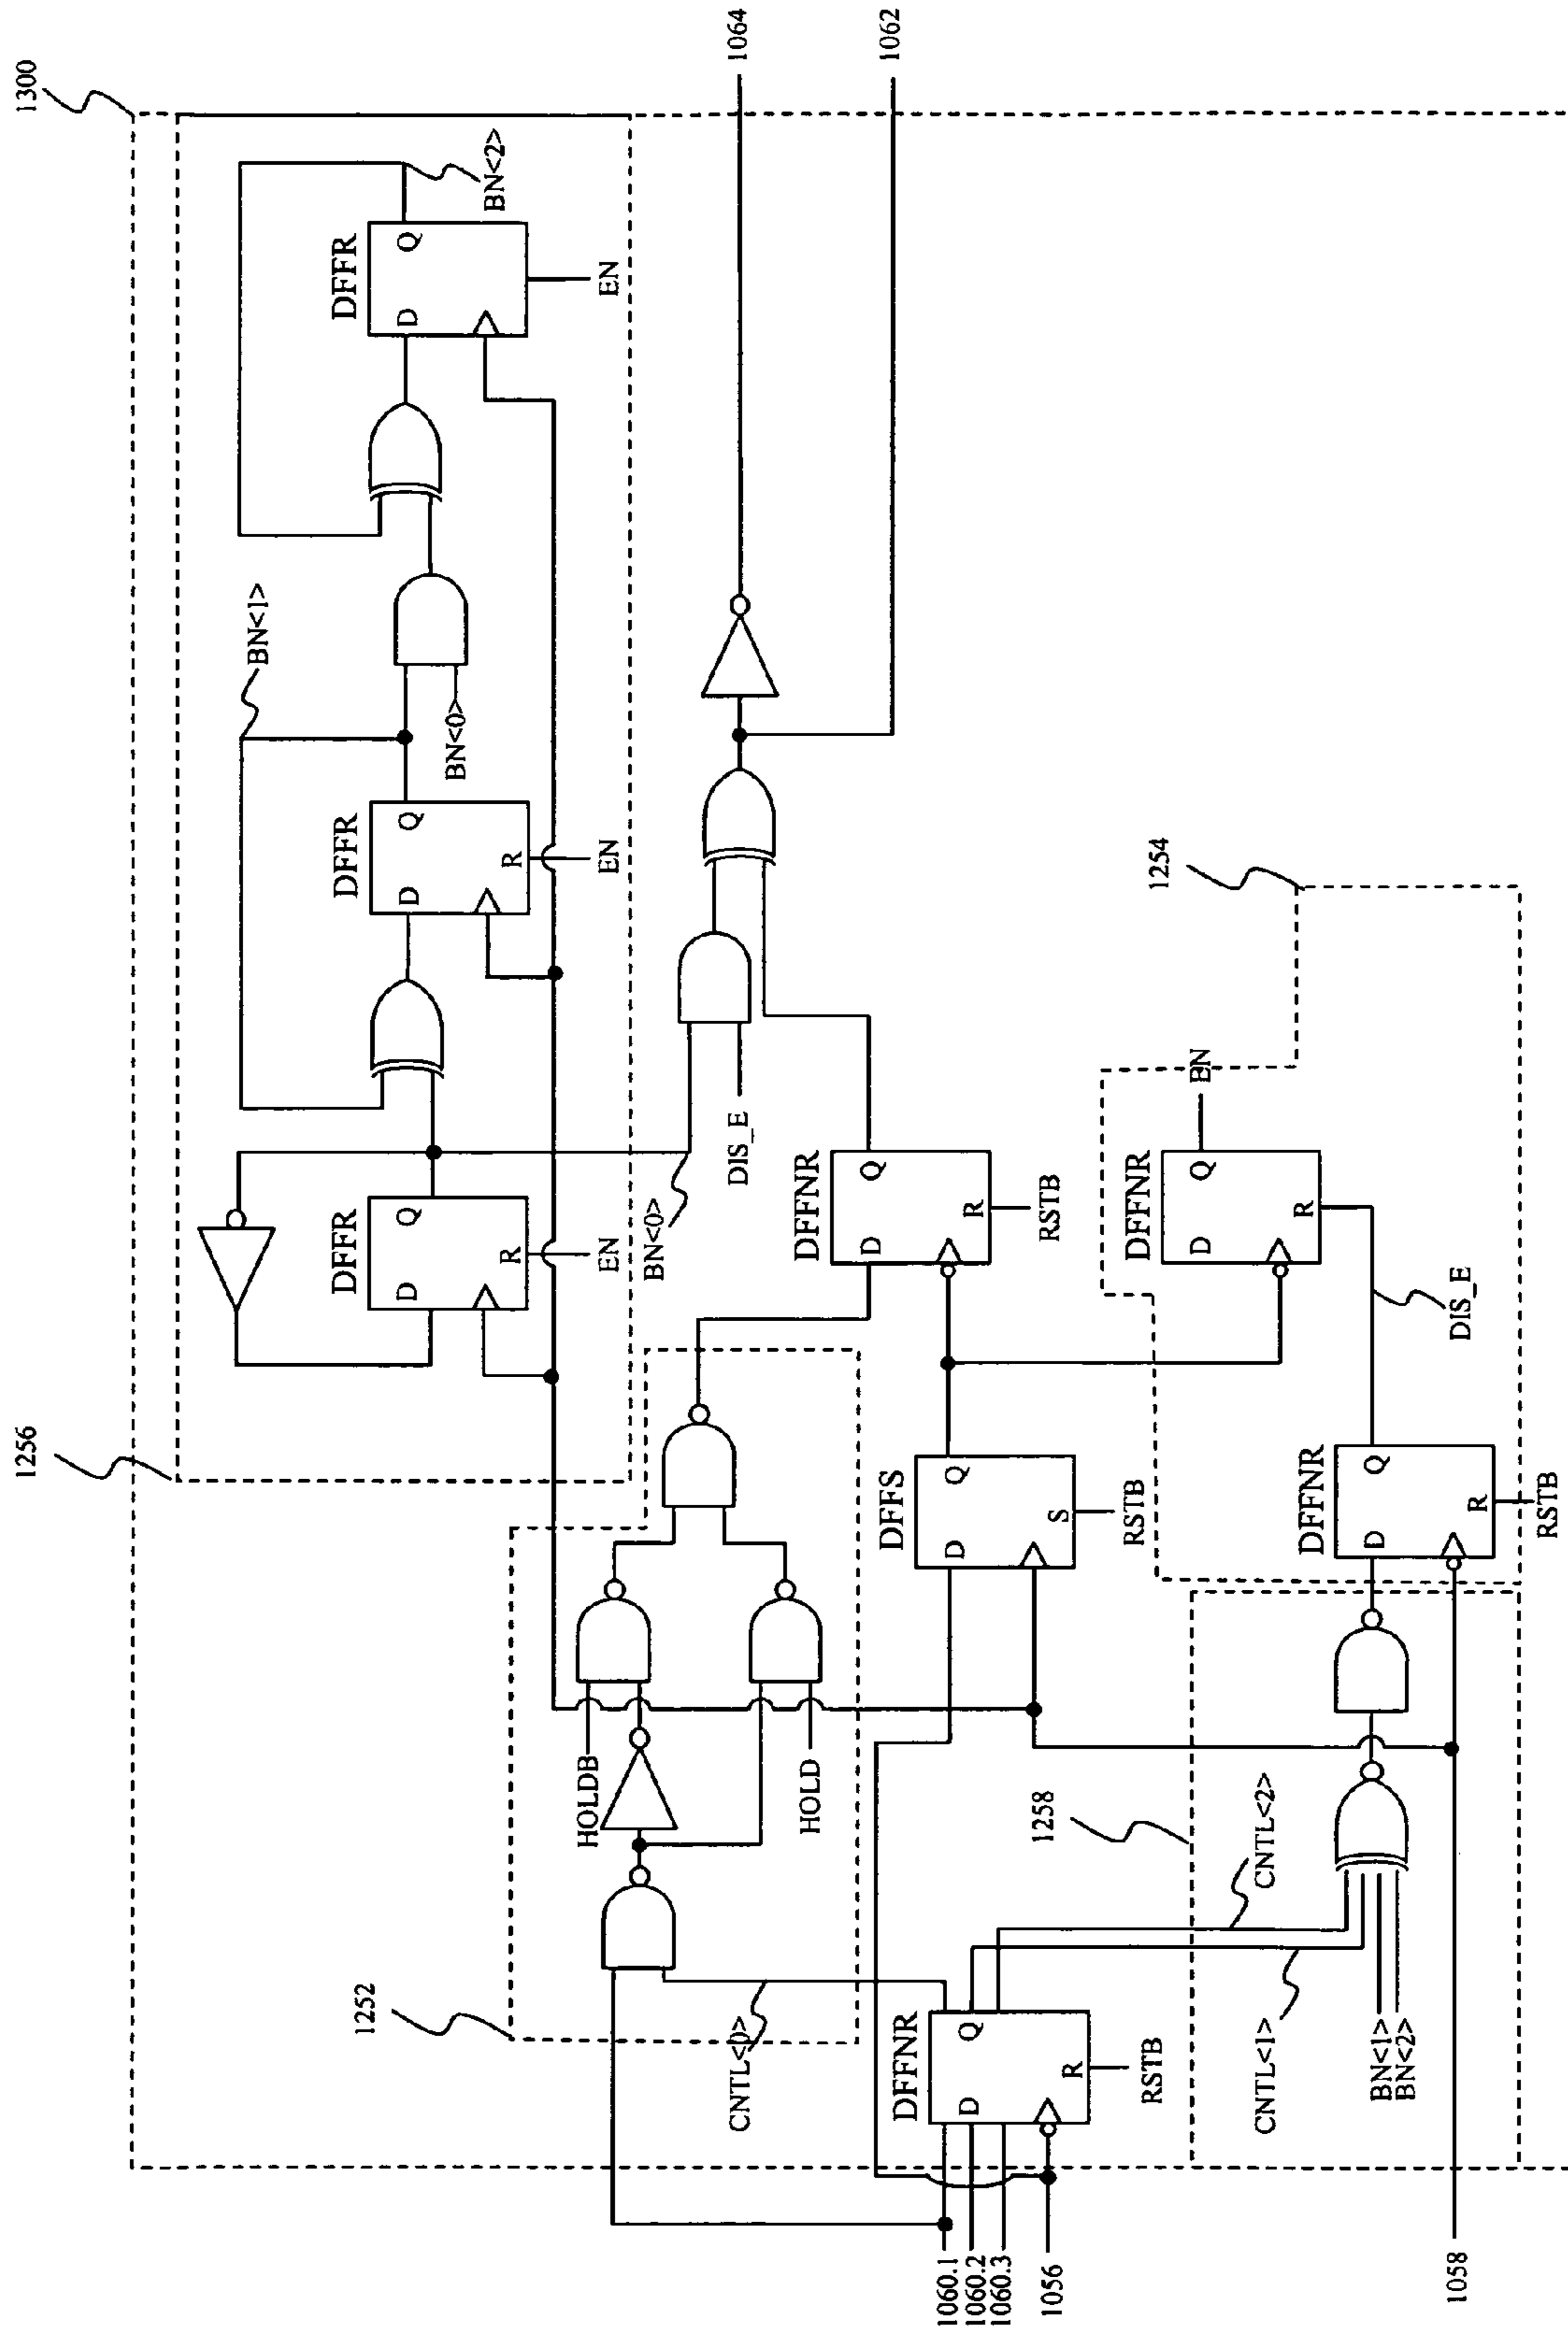 1300
1256
DFFR
D
Q
R
EN
BN<1>
DFFR
D
Q
R
EN
BN<0>
DFFR
D
Q
EN
BN<2>
1064
1062
BN<0>
DIS_E
1252
HOLDB
HOLD
CNTL<0>
DFFNR
D
Q
R
RSTB
1060.1
1060.2
1060.3
1056
DFFS
D
Q
S
RSTB
DFFNR
D
Q
R
RSTB
1254
DFFNR
D
Q
R
BN
DIS_E
DFFNR
D
Q
R
RSTB
1258
CNTL<2>
CNTL<1>
BN<1>
BN<2>
1058